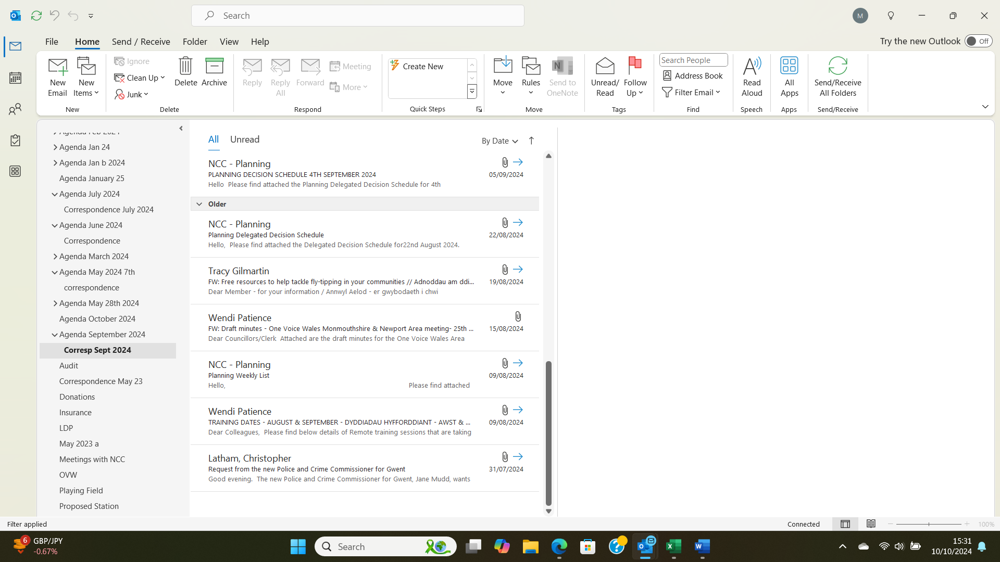 Search
M
File Home Send / Receive Folder View Help
Try the new Outlook Off
New Email
New Items
New
Ignore
Clean Up
Junk
Delete
Archive
Delete
Reply
Reply All
Forward
Meeting
More
Respond
Create New
Quick Steps
Move
Rules
Send to OneNote
Move
Unread/ Read
Follow Up
Tags
Search People
Address Book
Filter Email
Find
Read Aloud
Speech
All Apps
Apps
Send/Receive All Folders
Send/Receive
Agenda Feb 2024
Agenda Jan 24
Agenda Jan b 2024
Agenda January 25
Agenda July 2024
Correspondence July 2024
Agenda June 2024
Correspondence
Agenda March 2024
Agenda May 2024 7th
correspondence
Agenda May 28th 2024
Agenda October 2024
Agenda September 2024
Corresp Sept 2024
Audit
Correspondence May 23
Donations
Insurance
LDP
May 2023 a
Meetings with NCC
OVW
Playing Field
Proposed Station
All Unread By Date
NCC - Planning
PLANNING DECISION SCHEDULE 4TH SEPTEMBER 2024 05/09/2024
Hello Please find attached the Planning Delegated Decision Schedule for 4th
Older
NCC - Planning
Planning Delegated Decision Schedule 22/08/2024
Hello, Please find attached the Delegated Decision Schedule for22nd August 2024.
Tracy Gilmartin
FW: Free resources to help tackle fly-tipping in your communities // Adnoddau am ddi... 19/08/2024
Dear Member - for your information / Annwyl Aelod - er gwybodaeth i chwi
Wendi Patience
FW: Draft minutes - One Voice Wales Monmouthshire & Newport Area meeting- 25th ... 15/08/2024
Dear Councillors/Clerk Attached are the draft minutes for the One Voice Wales Area
NCC - Planning
Planning Weekly List 09/08/2024
Hello, Please find attached
Wendi Patience
TRAINING DATES - AUGUST & SEPTEMBER - DYDDIADAU HYFFORDDIANT - AWST & ... 09/08/2024
Dear Colleagues, Please find below details of Remote training sessions that are taking
Latham, Christopher
Request from the new Police and Crime Commissioner for Gwent 31/07/2024
Good evening. The new Police and Crime Commissioner for Gwent, Jane Mudd, wants
Filter applied
Connected
100%
6
GBP/JPY
-0.67%
Search
15:31
10/10/2024